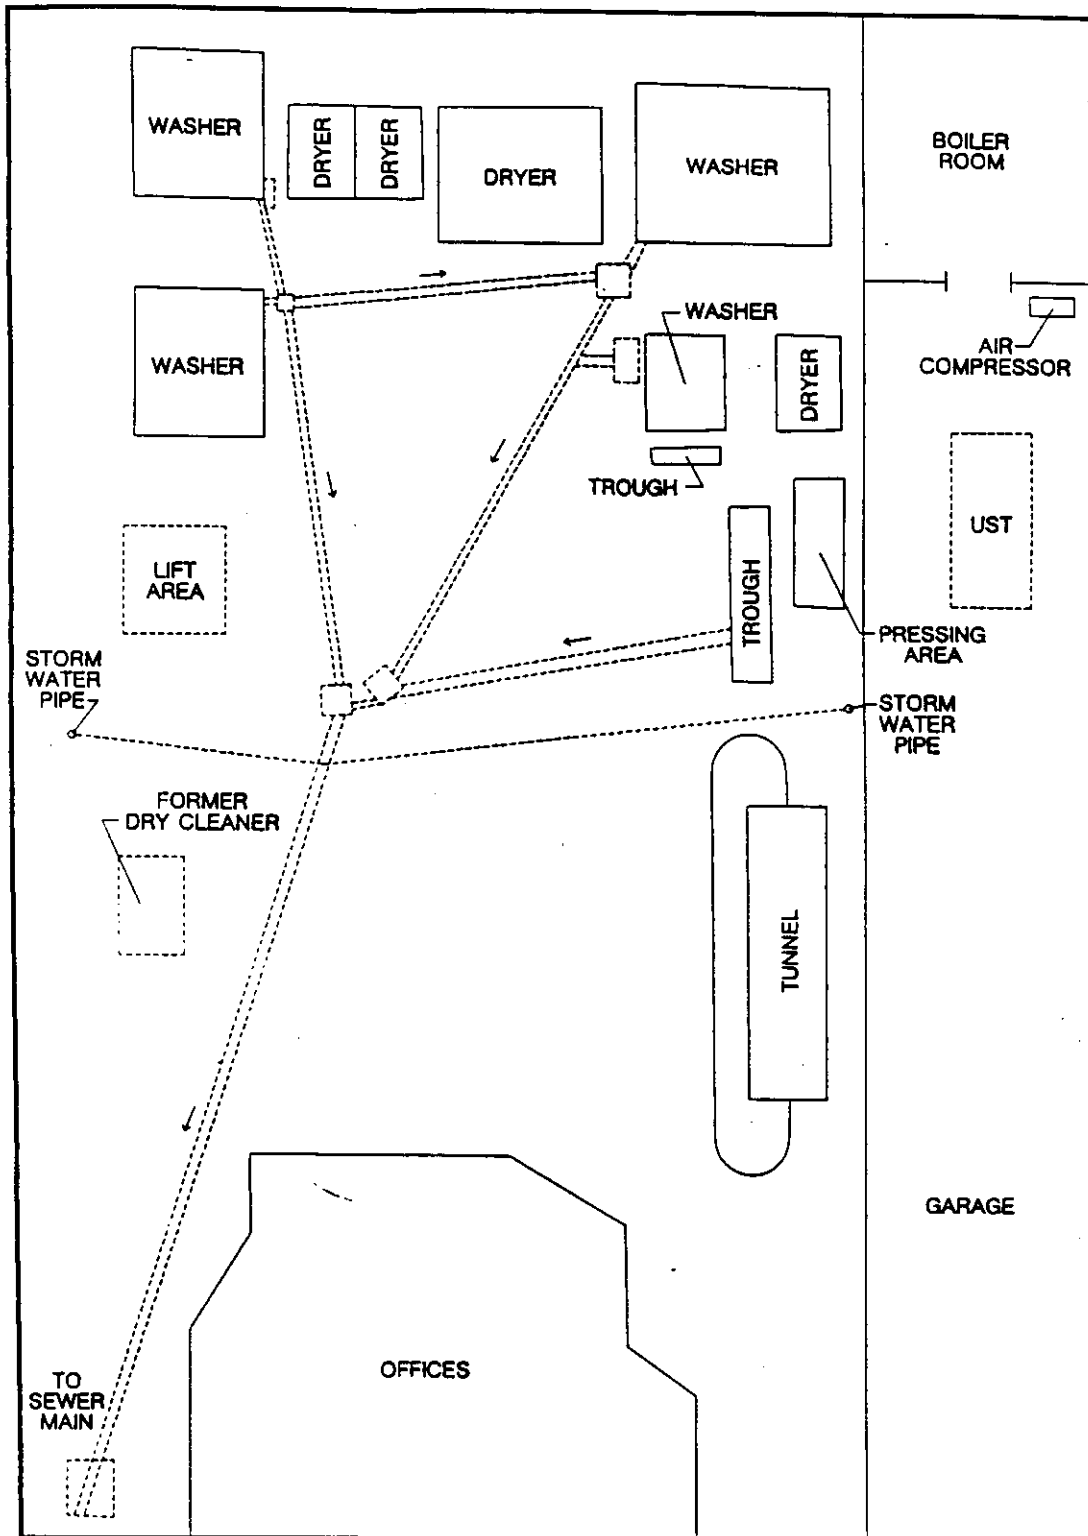 WASHER
DRYER
DRYER
DRYER
WASHER
BOILER
ROOM
WASHER
WASHER
DRYER
AIR
COMPRESSOR
TROUGH
UST
LIFT
AREA
TROUGH
PRESSING
AREA
STORM
WATER
PIPE
STORM
WATER
PIPE
FORMER
DRY CLEANER
TUNNEL
GARAGE
OFFICES
TO
SEWER
MAIN